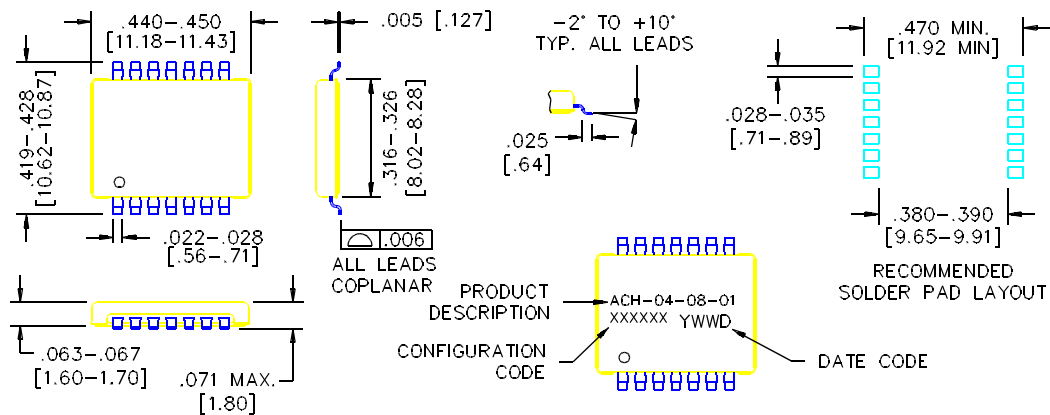 .440-.450
[11.18-11.43]
.005 [.127]
-2° TO +10°
TYP. ALL LEADS
.470 MIN.
[11.92 MIN]
.419-.428
[10.62-10.87]
.316-.326
[8.02-8.28]
.025
[.64]
.028-.035
[.71-.89]
.022-.028
[.56-.71]
.006
ALL LEADS
COPLANAR
.380-.390
[9.65-9.91]
RECOMMENDED
SOLDER PAD LAYOUT
PRODUCT
DESCRIPTION
ACH-04-08-01
XXXXXX YWWD
CONFIGURATION
CODE
DATE CODE
.063-.067
[1.60-1.70]
.071 MAX.
[1.80]